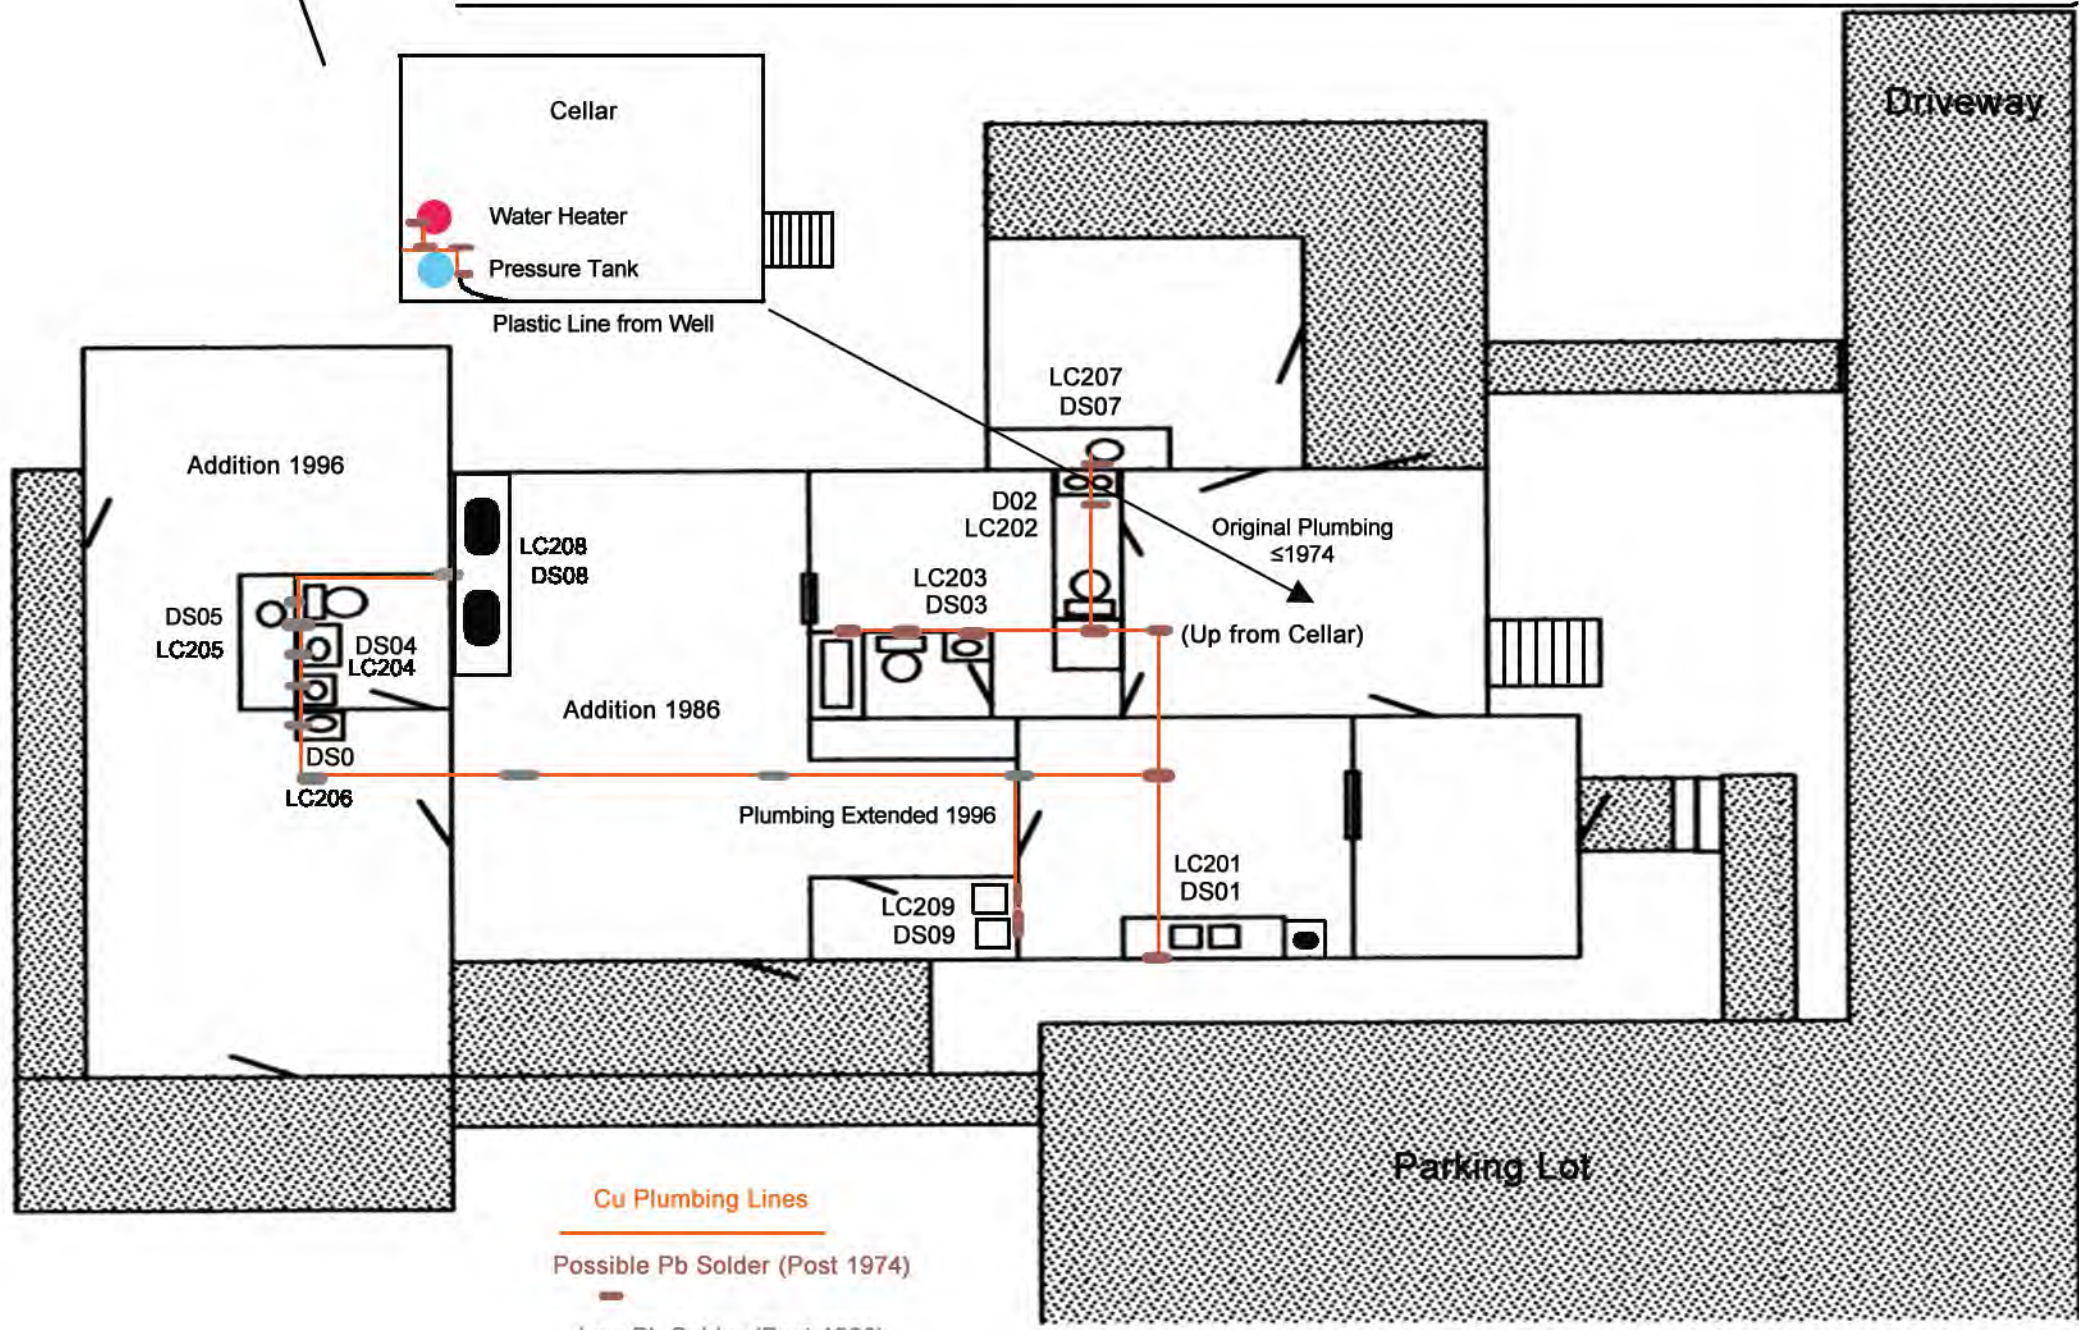 Driveway
Cellar
Water Heater
Pressure Tank
Plastic Line from Well
LC207
DS07
Addition 1996
D02
LC202
Original Plumbing
≤1974
LC208
DS08
LC203
DS03
DS05
LC205
DS04
LC204
(Up from Cellar)
Addition 1986
DS0
LC206
Plumbing Extended 1996
LC201
DS01
LC209
DS09
Parking Lot
Cu Plumbing Lines
Possible Pb Solder (Post 1974)